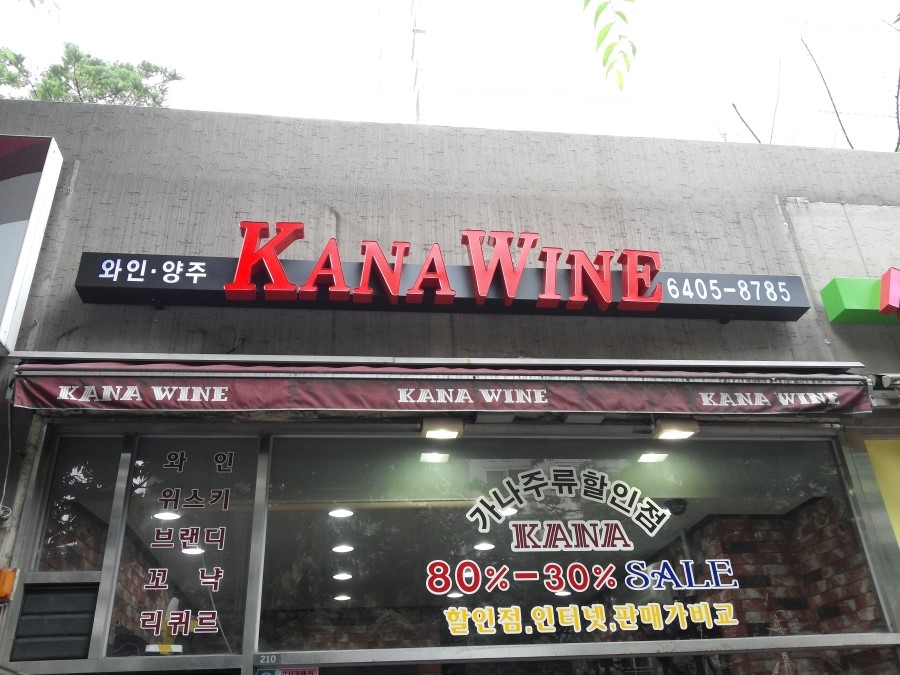 와인·양주 KANA WINE 6405-8785
KANA WINE KANA WINE KANA WINE
와 인
위스키
브랜디
꼬 냑
리퀴르
가나주류할인점
KANA
80%-30% SALE
할인점.인터넷.판매가비교
210